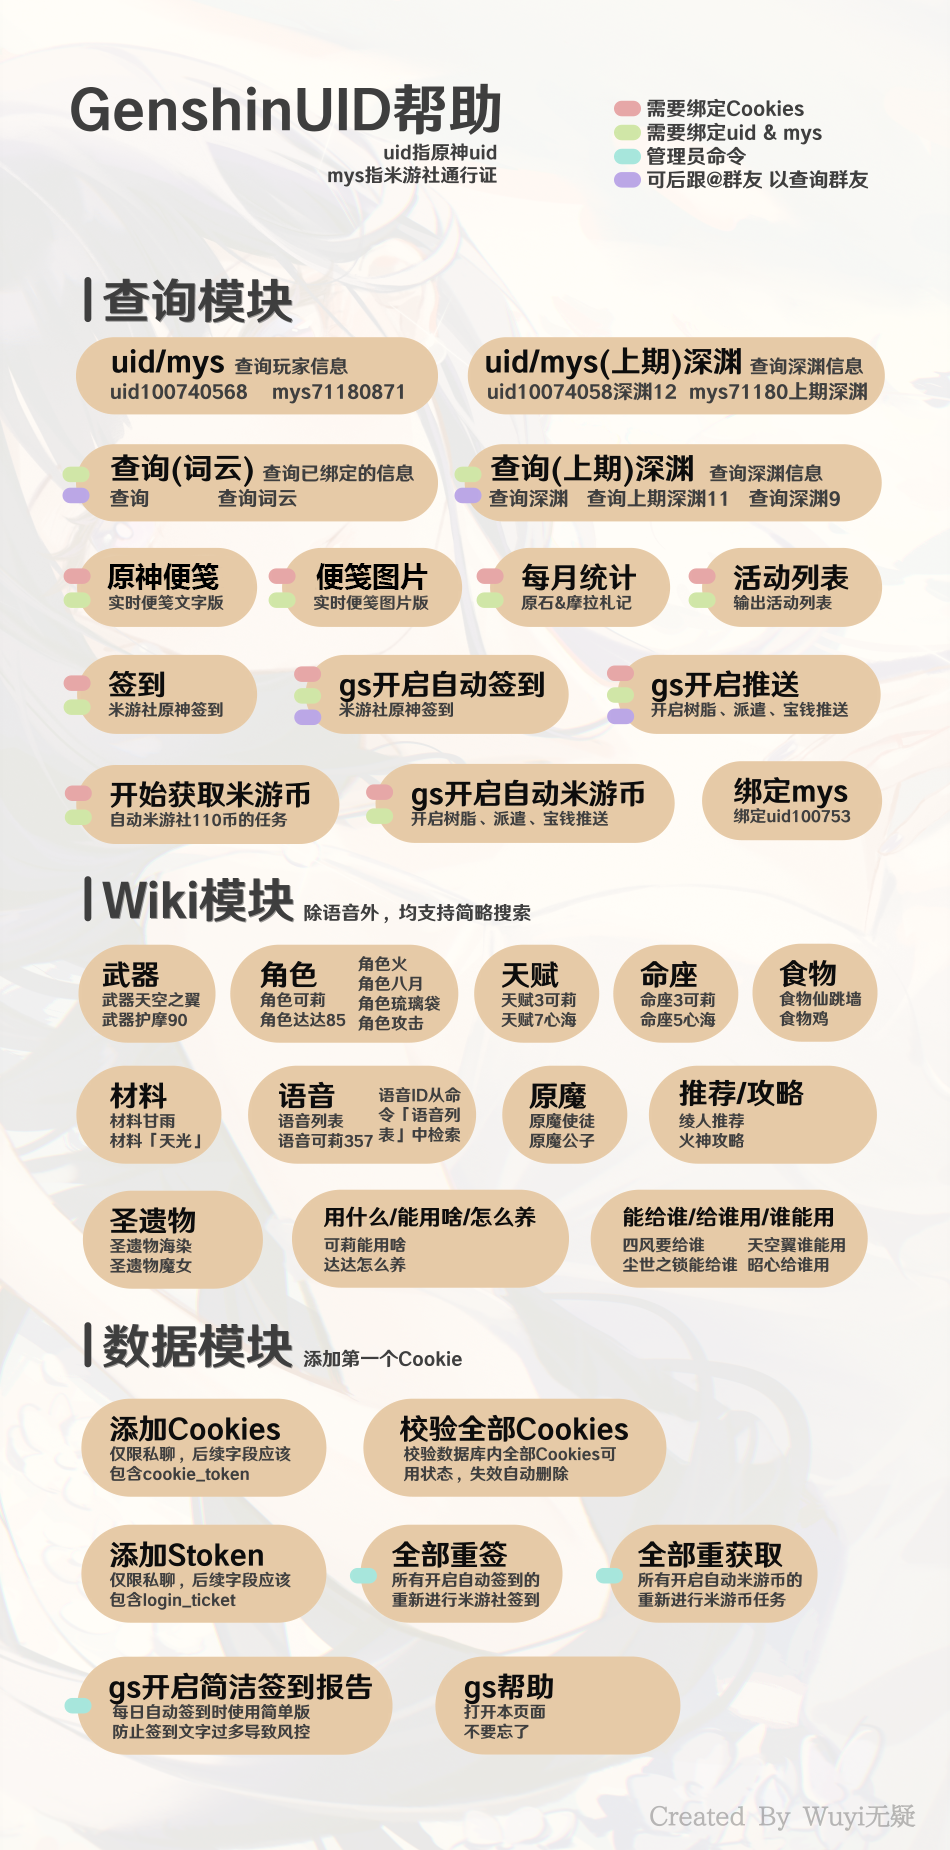 GenshinUID帮助
uid指原神uid
mys指米游社通行证
需要绑定Cookies
需要绑定uid & mys
管理员命令
可后跟@群友 以查询群友
查询模块
uid/mys 查询玩家信息
uid100740568 mys71180871
uid/mys(上期)深渊 查询深渊信息
uid10074058深渊12 mys71180上期深渊
查询(词云) 查询已绑定的信息
查询 查询词云
查询(上期)深渊 查询深渊信息
查询深渊 查询上期深渊11 查询深渊9
原神便笺
实时便笺文字版
便笺图片
实时便笺图片版
每月统计
原石&摩拉札记
活动列表
输出活动列表
签到
米游社原神签到
gs开启自动签到
米游社原神签到
gs开启推送
开启树脂、派遣、宝钱推送
开始获取米游币
自动米游社110币的任务
gs开启自动米游币
开启树脂、派遣、宝钱推送
绑定mys
绑定uid100753
Wiki模块 除语音外，均支持简略搜索
武器
武器天空之翼
武器护摩90
角色
角色可莉
角色达达85
角色火
角色八月
角色琉璃袋
角色攻击
天赋
天赋3可莉
天赋7心海
命座
命座3可莉
命座5心海
食物
食物仙跳墙
食物鸡
材料
材料甘雨
材料「天光」
语音
语音列表
语音可莉357
语音ID从命
令「语音列
表」中检索
原魔
原魔使徒
原魔公子
推荐/攻略
绫人推荐
火神攻略
圣遗物
圣遗物海染
圣遗物魔女
用什么/能用啥/怎么养
可莉能用啥
达达怎么养
能给谁/给谁用/谁能用
四风要给谁 天空翼谁能用
尘世之锁能给谁 昭心给谁用
数据模块 添加第一个Cookie
添加Cookies
仅限私聊，后续字段应该
包含cookie_token
校验全部Cookies
校验数据库内全部Cookies可
用状态，失效自动删除
添加Stoken
仅限私聊，后续字段应该
包含login_ticket
全部重签
所有开启自动签到的
重新进行米游社签到
全部重获取
所有开启自动米游币的
重新进行米游币任务
gs开启简洁签到报告
每日自动签到时使用简单版
防止签到文字过多导致风控
gs帮助
打开本页面
不要忘了
Created By Wuyi无疑